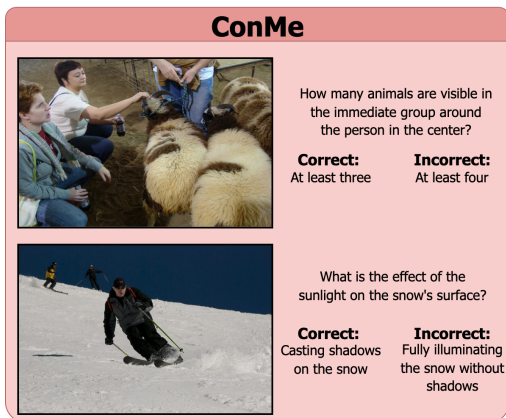 ConMe
How many animals are visible in
the immediate group around
the person in the center?
Correct:
At least three
Incorrect:
At least four
What is the effect of the
sunlight on the snow's surface?
Correct:
Casting shadows
on the snow
Incorrect:
Fully illuminating
the snow without
shadows